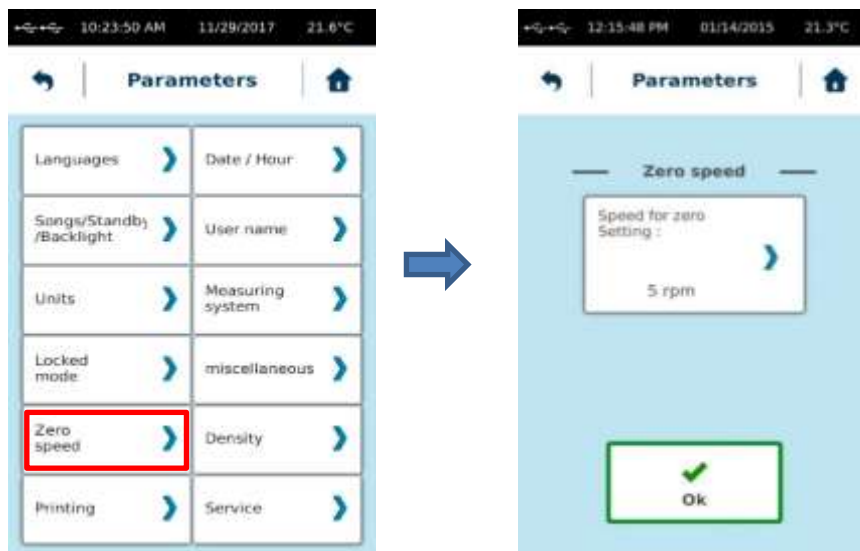 10:23:50 AM 11/29/2017 21.6°C
Parameters
Languages
Date / Hour
Songs/Standby
/Backlight
User name
Units
Measuring
system
Locked
mode
miscellaneous
Zero
speed
Density
Printing
Service
12:15:48 PM 01/14/2015 21.3°C
Parameters
Zero speed
Speed for zero
Setting :
5 rpm
Ok